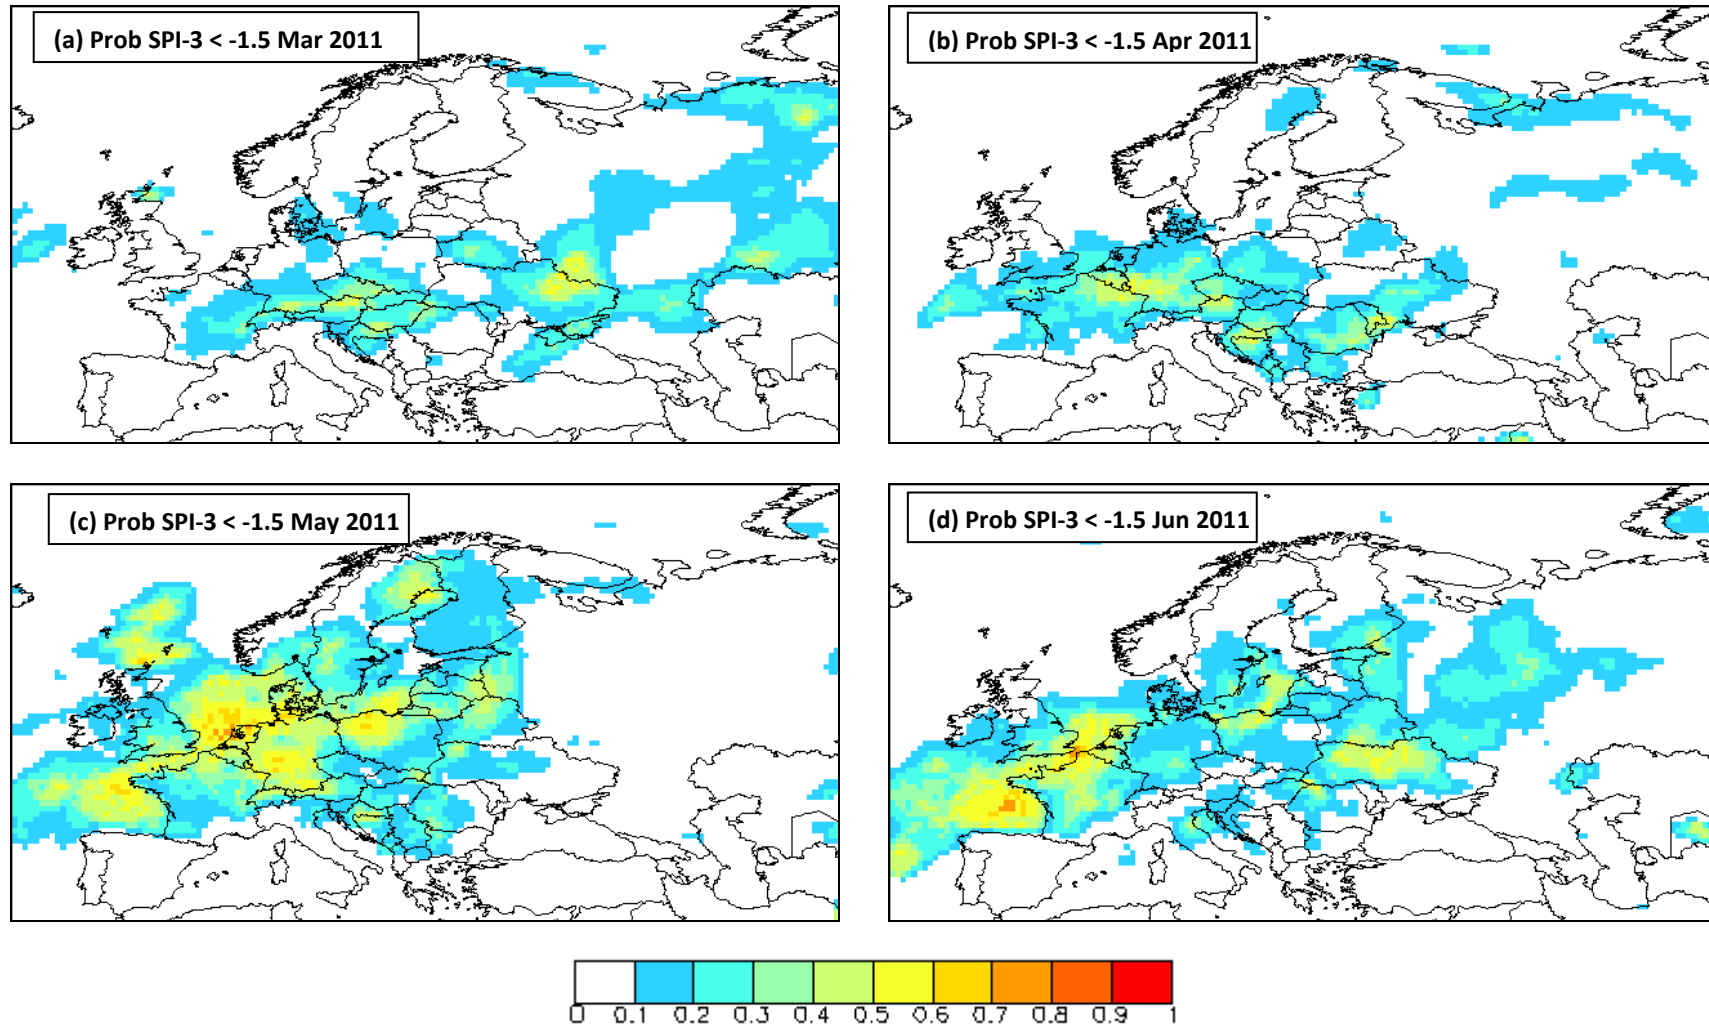 (a) Prob SPI-3 < -1.5 Mar 2011
(b) Prob SPI-3 < -1.5 Apr 2011
(c) Prob SPI-3 < -1.5 May 2011
(d) Prob SPI-3 < -1.5 Jun 2011
0 0.1 0.2 0.3 0.4 0.5 0.6 0.7 0.8 0.9 1